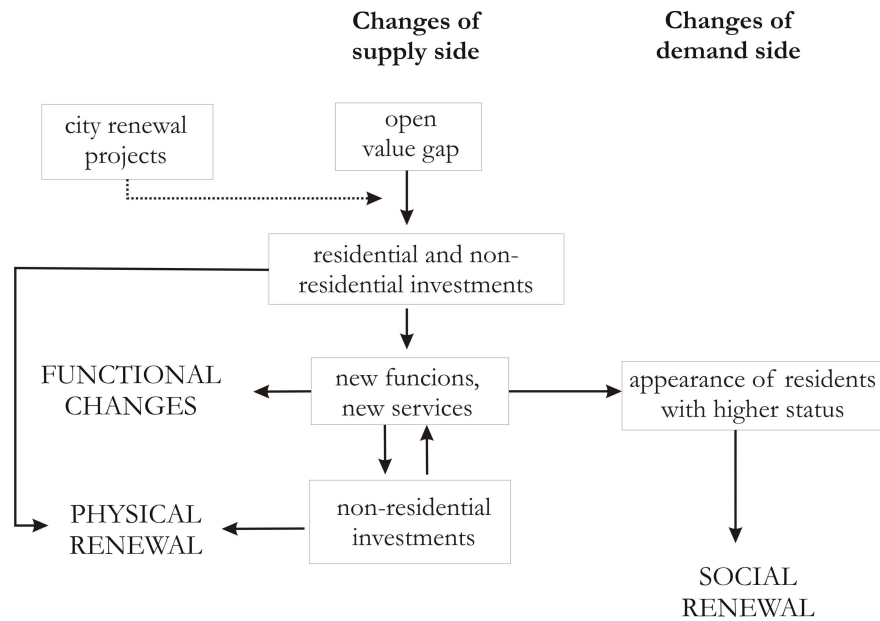 Changes of
supply side
Changes of
demand side
city renewal
projects
open
value gap
residential and non-
residential investments
FUNCTIONAL
CHANGES
new funcions,
new services
appearance of residents
with higher status
PHYSICAL
RENEWAL
non-residential
investments
SOCIAL
RENEWAL